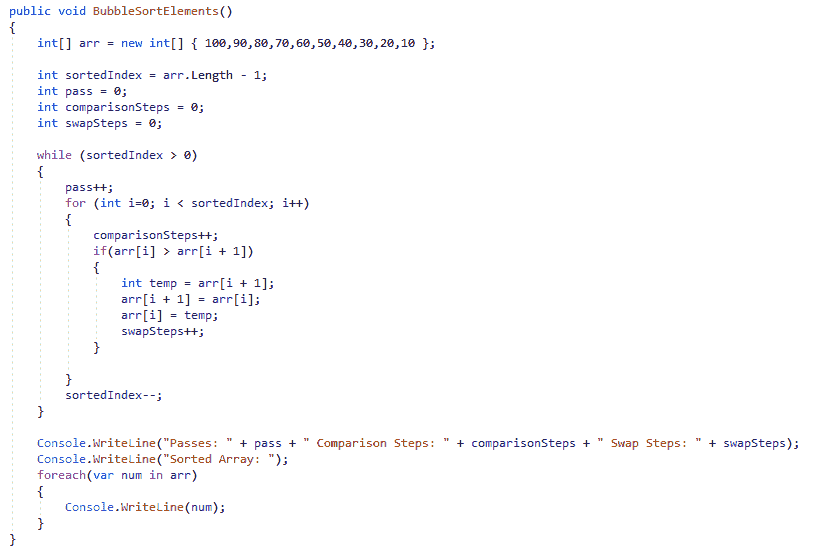 public void BubbleSortElements()
{
    int[] arr = new int[] { 100,90,80,70,60,50,40,30,20,10 };
    int sortedIndex = arr.Length - 1;
    int pass = 0;
    int comparisonSteps = 0;
    int swapSteps = 0;
    while (sortedIndex > 0)
    {
        pass++;
        for (int i=0; i < sortedIndex; i++)
        {
            comparisonSteps++;
            if(arr[i] > arr[i + 1])
            {
                int temp = arr[i + 1];
                arr[i + 1] = arr[i];
                arr[i] = temp;
                swapSteps++;
            }
        }
        sortedIndex--;
    }
    Console.WriteLine("Passes: " + pass + " Comparison Steps: " + comparisonSteps + " Swap Steps: " + swapSteps);
    Console.WriteLine("Sorted Array: ");
    foreach(var num in arr)
    {
        Console.WriteLine(num);
    }
}